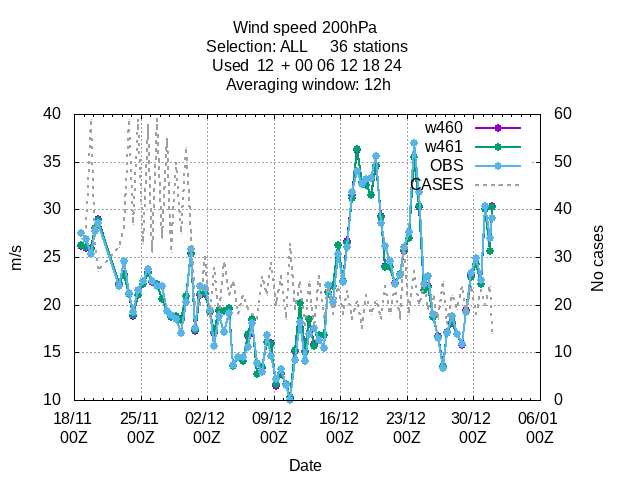 Wind speed 200hPa
Selection: ALL 36 stations
Used 12 + 00 06 12 18 24
Averaging window: 12h
40
35
30
25
20
15
10
60
50
40
30
20
10
0
w460
w461
OBS
CASES
m/s
No cases
18/11 25/11 02/12 09/12 16/12 23/12 30/12 06/01
00Z 00Z 00Z 00Z 00Z 00Z 00Z 00Z
Date